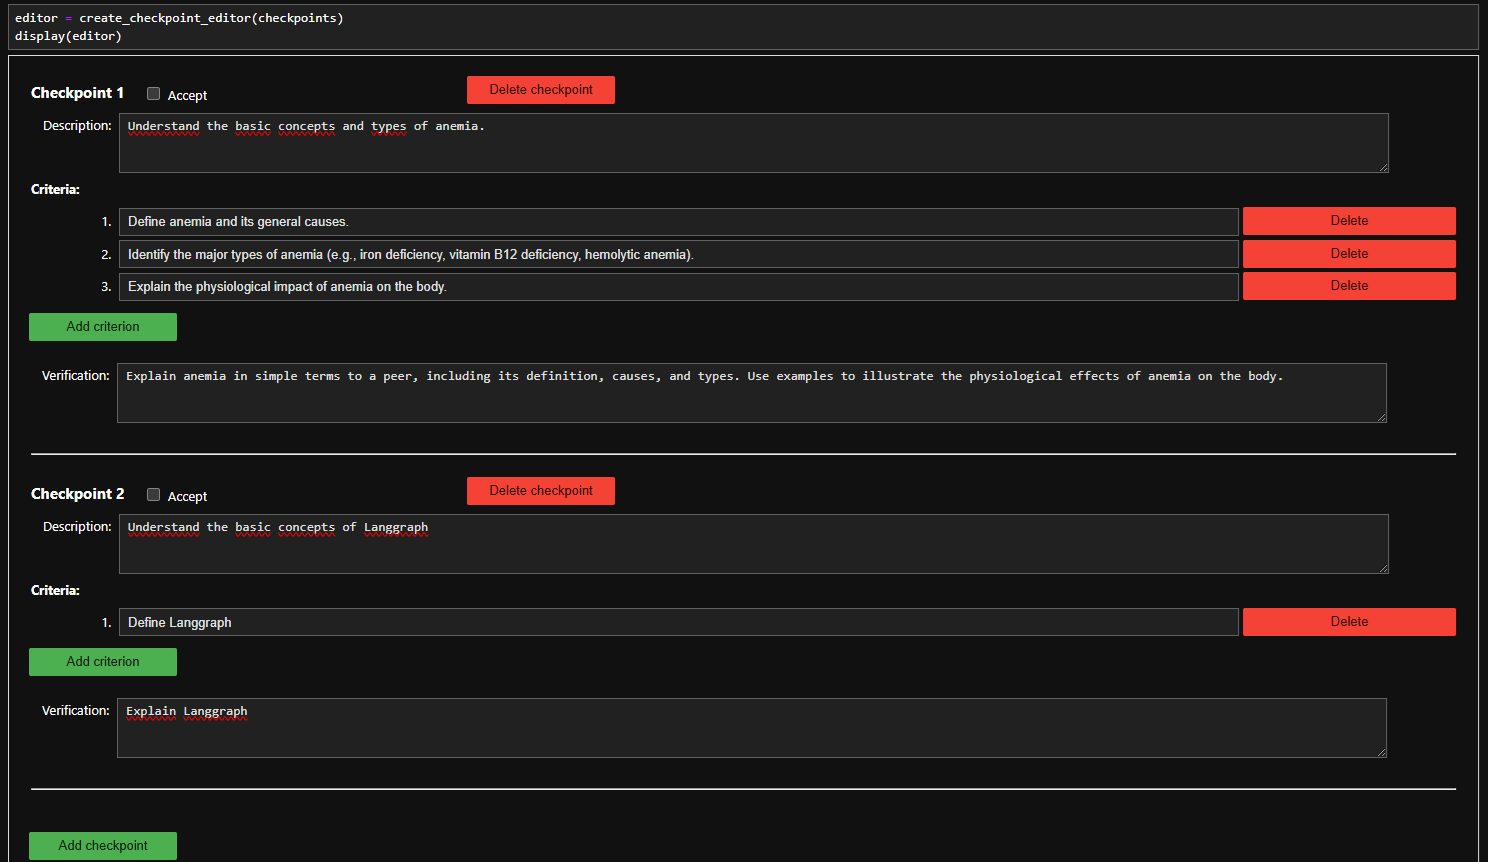 editor = create_checkpoint_editor(checkpoints)
display(editor)
Checkpoint 1 Accept Delete checkpoint
Description: Understand the basic concepts and types of anemia.
Criteria:
1. Define anemia and its general causes. Delete
2. Identify the major types of anemia (e.g., iron deficiency, vitamin B12 deficiency, hemolytic anemia). Delete
3. Explain the physiological impact of anemia on the body. Delete
Add criterion
Verification: Explain anemia in simple terms to a peer, including its definition, causes, and types. Use examples to illustrate the physiological effects of anemia on the body.
Checkpoint 2 Accept Delete checkpoint
Description: Understand the basic concepts of Langgraph
Criteria:
1. Define Langgraph Delete
Add criterion
Verification: Explain Langgraph
Add checkpoint